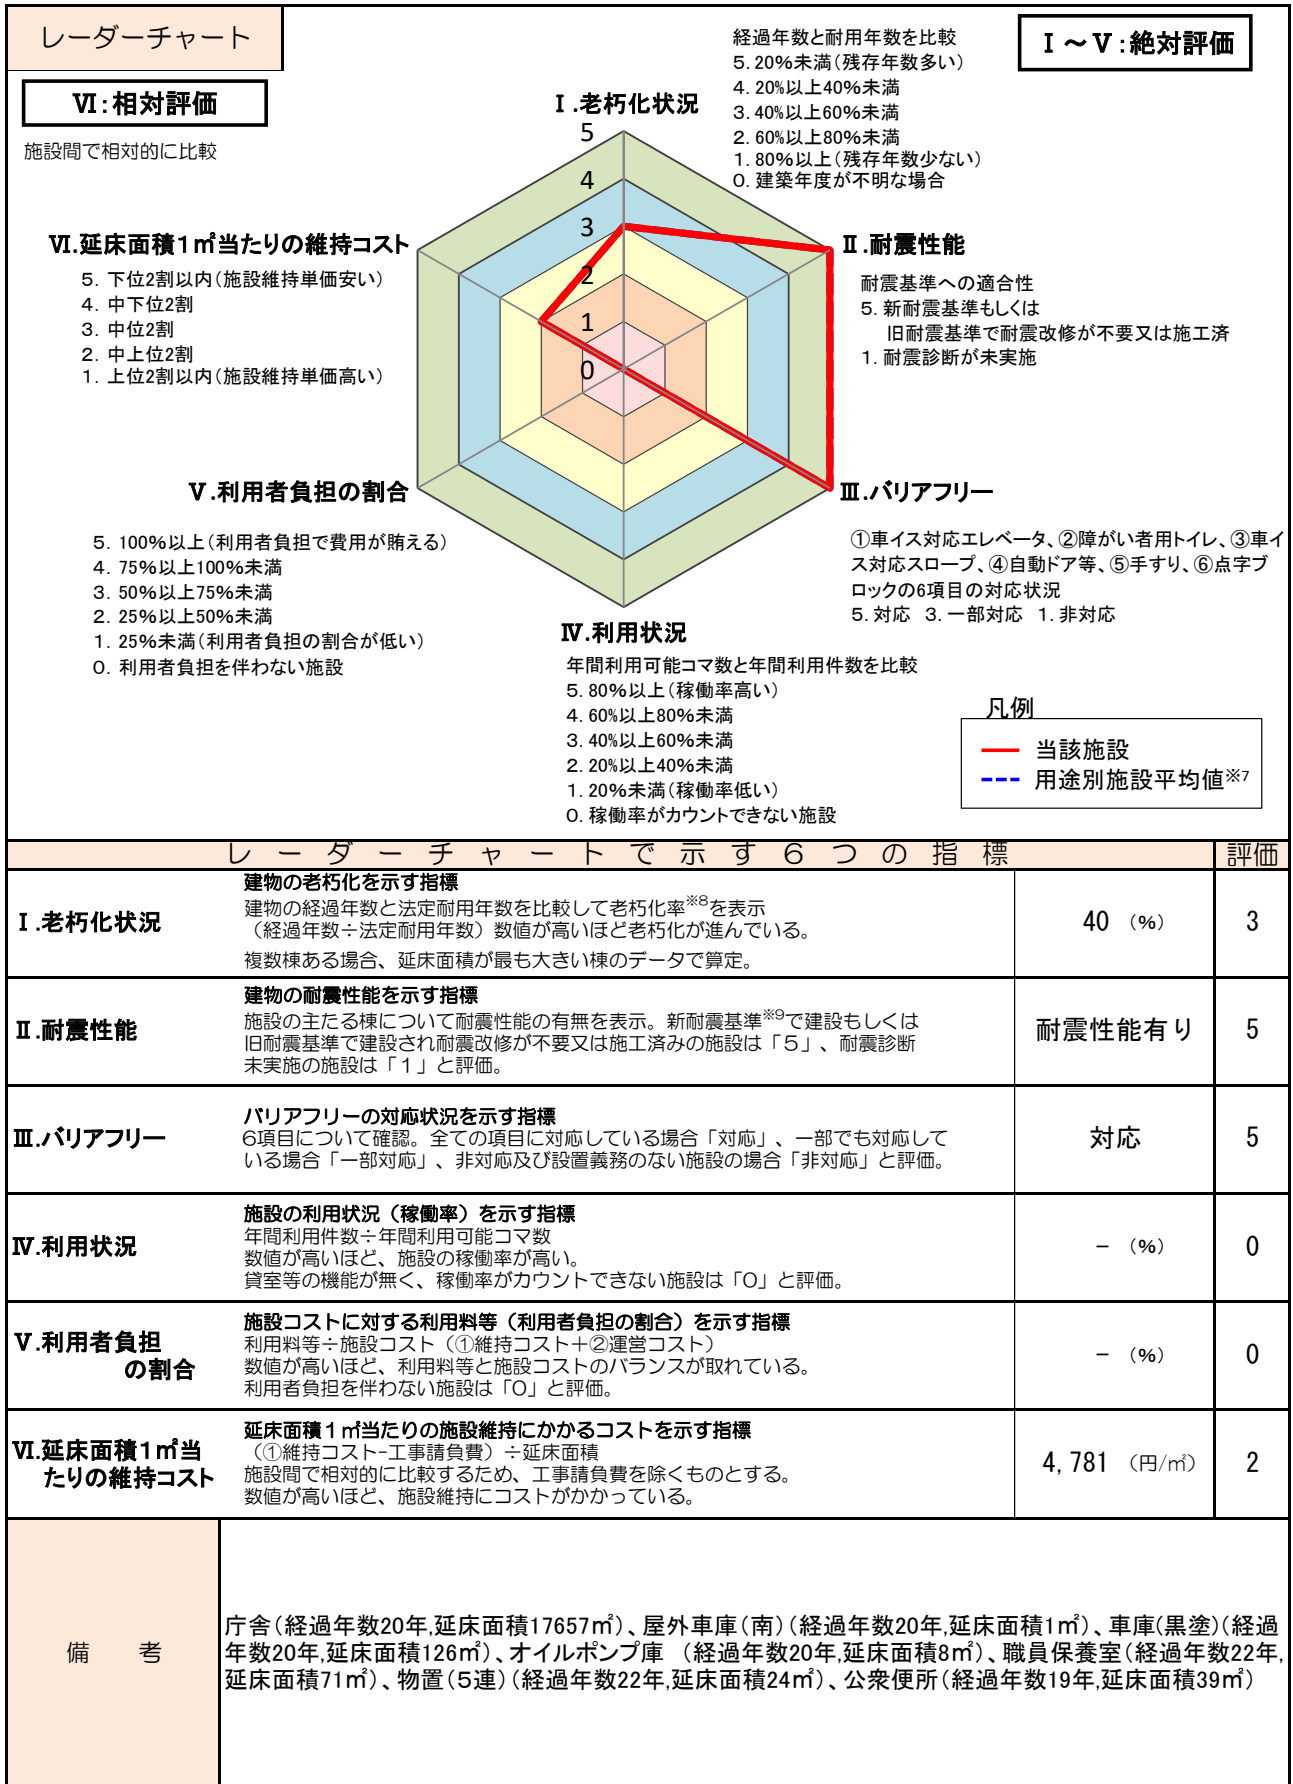 レーダーチャート
Ⅰ～Ⅴ:絶対評価
Ⅵ:相対評価
施設間で相対的に比較
Ⅰ.老朽化状況
経過年数と耐用年数を比較
5.20%未満(残存年数多い)
4.20%以上40%未満
3.40%以上60%未満
2.60%以上80%未満
1.80%以上(残存年数少ない)
0.建築年度が不明な場合
5
4
3
2
1
0
Ⅱ.耐震性能
耐震基準への適合性
5.新耐震基準もしくは
旧耐震基準で耐震改修が不要又は施工済
1.耐震診断が未実施
Ⅵ.延床面積1㎡当たりの維持コスト
5.下位2割以内(施設維持単価安い)
4.中下位2割
3.中位2割
2.中上位2割
1.上位2割以内(施設維持単価高い)
Ⅴ.利用者負担の割合
5.100%以上(利用者負担で費用が賄える)
4.75%以上100%未満
3.50%以上75%未満
2.25%以上50%未満
1.25%未満(利用者負担の割合が低い)
0.利用者負担を伴わない施設
Ⅲ.バリアフリー
①車イス対応エレベータ、②障がい者用トイレ、③車イ
ス対応スロープ、④自動ドア等、⑤手すり、⑥点字ブ
ロックの6項目の対応状況
5.対応 3.一部対応 1.非対応
Ⅳ.利用状況
年間利用可能コマ数と年間利用件数を比較
5.80%以上(稼働率高い)
4.60%以上80%未満
3.40%以上60%未満
2.20%以上40%未満
1.20%未満(稼働率低い)
0.稼働率がカウントできない施設
凡例
当該施設
用途別施設平均値※7
レーダーチャートで示す6つの指標 評価
Ⅰ.老朽化状況
建物の老朽化を示す指標
建物の経過年数と法定耐用年数を比較して老朽化率※8を表示
(経過年数÷法定耐用年数)数値が高いほど老朽化が進んでいる。
複数棟ある場合、延床面積が最も大きい棟のデータで算定。
40 (%) 3
Ⅱ.耐震性能
建物の耐震性能を示す指標
施設の主たる棟について耐震性能の有無を表示。新耐震基準※9で建設もしくは
旧耐震基準で建設され耐震改修が不要又は施工済みの施設は「5」、耐震診断
未実施の施設は「1」と評価。
耐震性能有り 5
Ⅲ.バリアフリー
バリアフリーの対応状況を示す指標
6項目について確認。全ての項目に対応している場合「対応」、一部でも対応して
いる場合「一部対応」、非対応及び設置義務のない施設の場合「非対応」と評価。
対応 5
Ⅳ.利用状況
施設の利用状況(稼働率)を示す指標
年間利用件数÷年間利用可能コマ数
数値が高いほど、施設の稼働率が高い。
貸室等の機能が無く、稼働率がカウントできない施設は「0」と評価。
- (%) 0
Ⅴ.利用者負担
の割合
施設コストに対する利用料等(利用者負担の割合)を示す指標
利用料等÷施設コスト(①維持コスト+②運営コスト)
数値が高いほど、利用料等と施設コストのバランスが取れている。
利用者負担を伴わない施設は「0」と評価。
- (%) 0
Ⅵ.延床面積1㎡当
たりの維持コスト
延床面積1㎡当たりの施設維持にかかるコストを示す指標
(①維持コスト-工事請負費)÷延床面積
施設間で相対的に比較するため、工事請負費を除くものとする。
数値が高いほど、施設維持にコストがかかっている。
4,781 (円/㎡) 2
備 考
庁舎(経過年数20年,延床面積17657㎡)、屋外車庫(南)(経過年数20年,延床面積1㎡)、車庫(黒塗)(経過
年数20年,延床面積126㎡)、オイルポンプ庫 (経過年数20年,延床面積8㎡)、職員保養室(経過年数22年,
延床面積71㎡)、物置(5連)(経過年数22年,延床面積24㎡)、公衆便所(経過年数19年,延床面積39㎡)